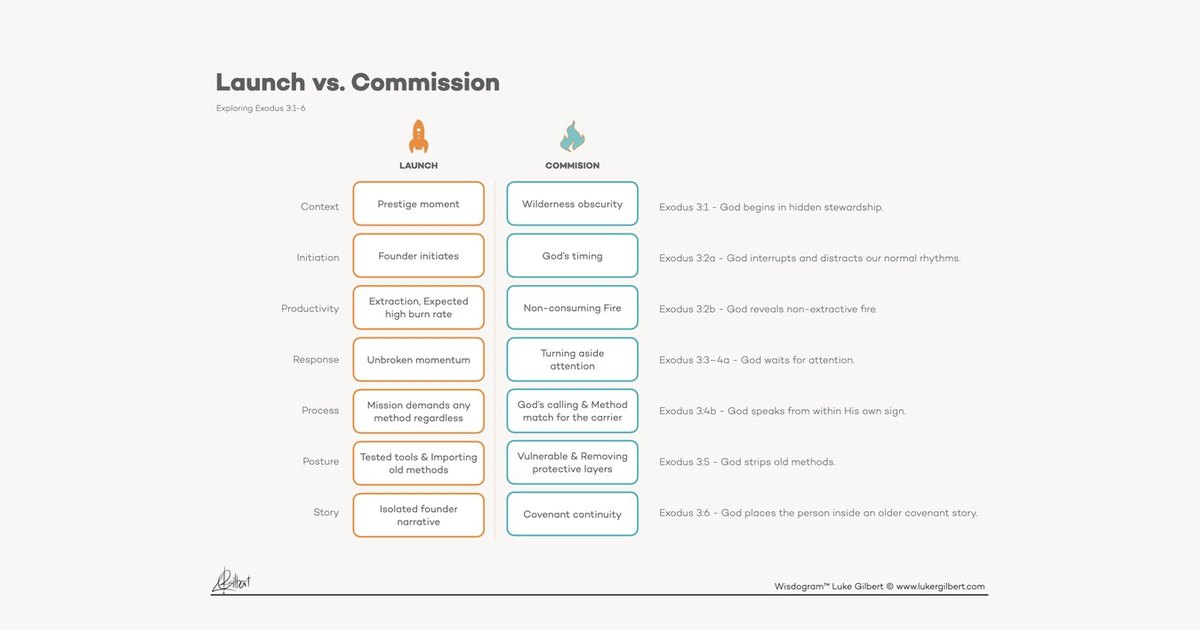 Launch vs. Commission
Exploring Exodus 3:1-6
LAUNCH
COMMISION
Context
Prestige moment
Wilderness obscurity
Exodus 3:1 - God begins in hidden stewardship.
Initiation
Founder initiates
God's timing
Exodus 3:2a - God interrupts and distracts our normal rhythms.
Productivity
Extraction, Expected
high burn rate
Non-consuming Fire
Exodus 3:2b - God reveals non-extractive fire.
Response
Unbroken momentum
Turning aside
attention
Exodus 3:3–4a - God waits for attention.
Process
Mission demands any
method regardless
God's calling & Method
match for the carrier
Exodus 3:4b - God speaks from within His own sign.
Posture
Tested tools & Importing
old methods
Vulnerable & Removing
protective layers
Exodus 3:5 - God strips old methods.
Story
Isolated founder
narrative
Covenant continuity
Exodus 3:6 - God places the person inside an older covenant story.
LRGilbert
Wisdogram™ Luke Gilbert © www.lukergilbert.com